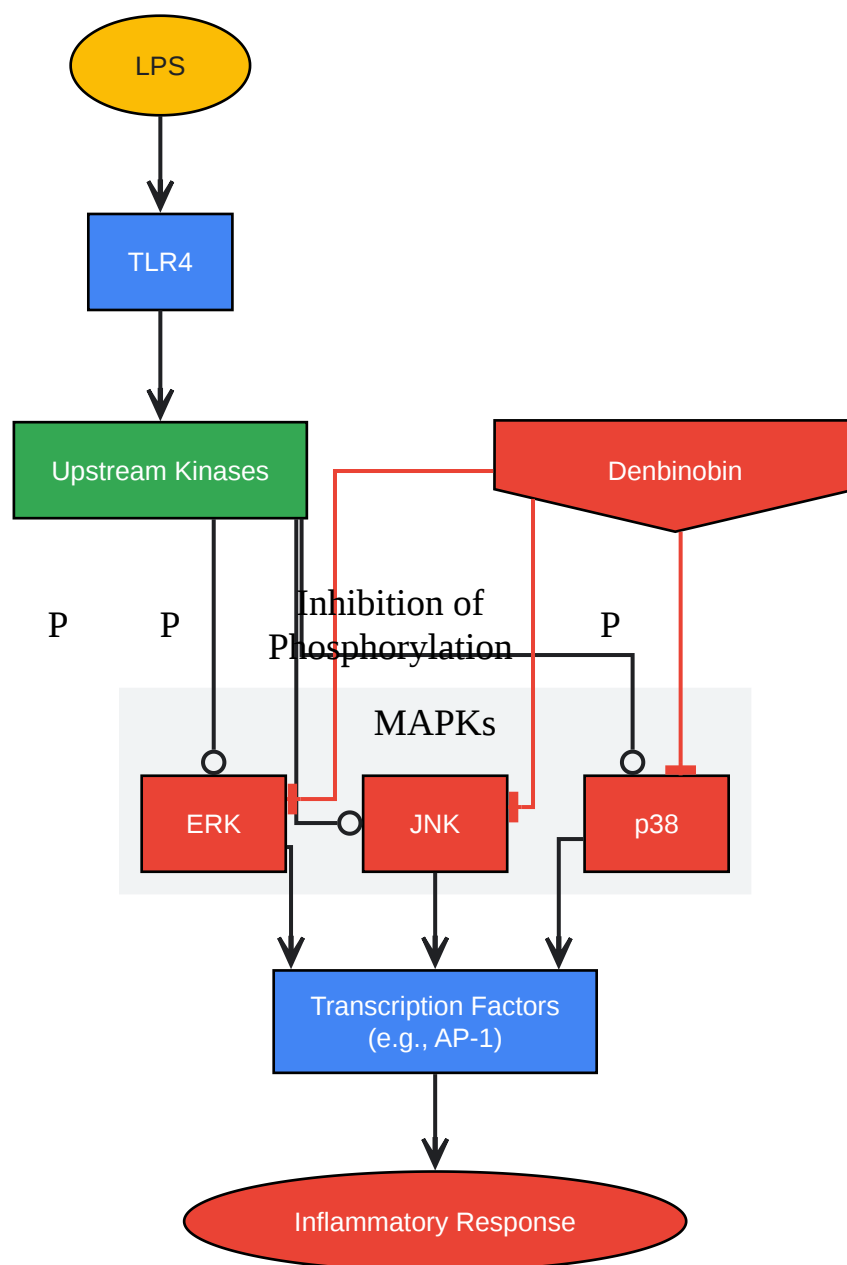 LPS
TLR4
Upstream Kinases
Denbinobin
P
P
Inhibition of
Phosphorylation
P
MAPKs
ERK
JNK
p38
Transcription Factors
(e.g., AP-1)
Inflammatory Response